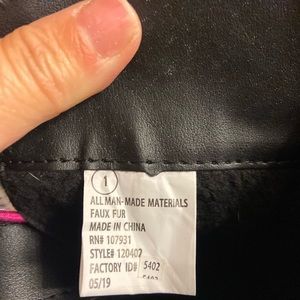 1
ALL MAN-MADE MATERIALS
FAUX FUR
MADE IN CHINA
RN# 107931
STYLE# 120402
FACTORY ID# 5402
05/19